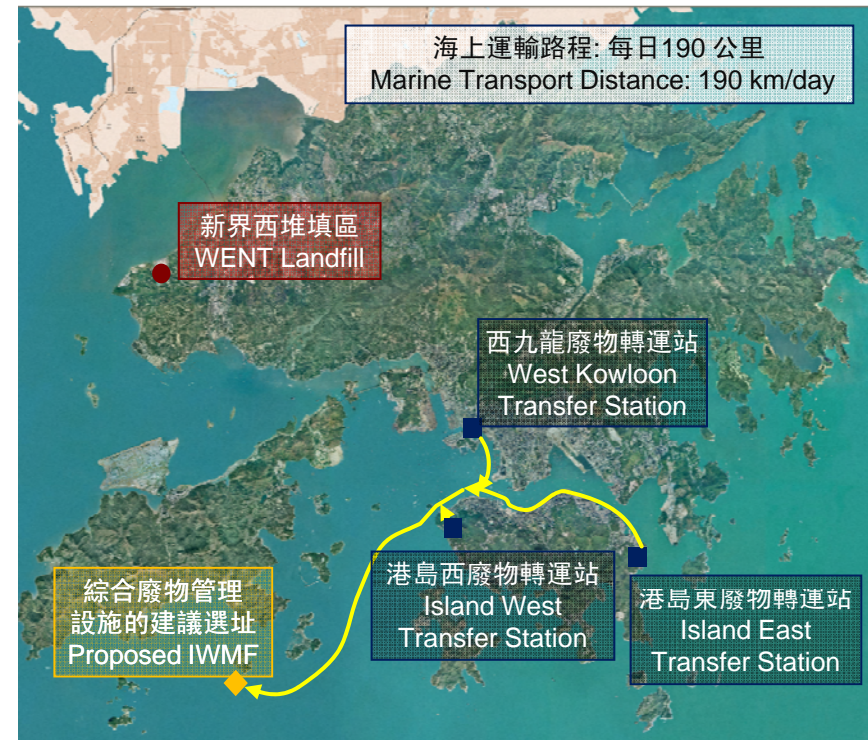 海上運輸路程: 每日190 公里
Marine Transport Distance: 190 km/day
新界西堆填區
WENT Landfill
西九龍廢物轉運站
West Kowloon
Transfer Station
綜合廢物管理
設施的建議選址
Proposed IWMF
港島西廢物轉運站
Island West
Transfer Station
港島東廢物轉運站
Island East
Transfer Station